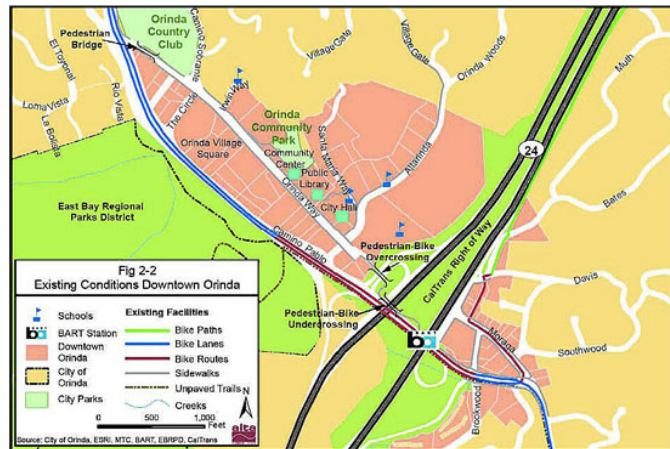 Orinda
Country
Club
Pedestrian
Bridge
Camino Sobrante
Village Gate
Village Gate
Orinda Woods
Muth
El Toyonal
Loma Vista
La Bolsita
Rio Vista
The Circle
Irwin Way
Orinda Village
Square
Orinda
Community
Park
Community
Center
Public
Library
City Hall
Santa Maria Way
Altarinda
Orinda Way
24
Bates
East Bay Regional
Parks District
Camino Pablo
Pedestrian-Bike
Overcrossing
CalTrans Right of Way
Davis
Pedestrian-Bike
Undercrossing
Moraga
Southwood
Brookwood
Fig 2-2
Existing Conditions Downtown Orinda
Schools
BART Station
Downtown
Orinda
City of
Orinda
City Parks
Existing Facilities
Bike Paths
Bike Lanes
Bike Routes
Sidewalks
Unpaved Trails
Creeks
0 500 1,000
Feet
N
alta
Source: City of Orinda, ESRI, MTC, BART, EBRPD, CalTrans